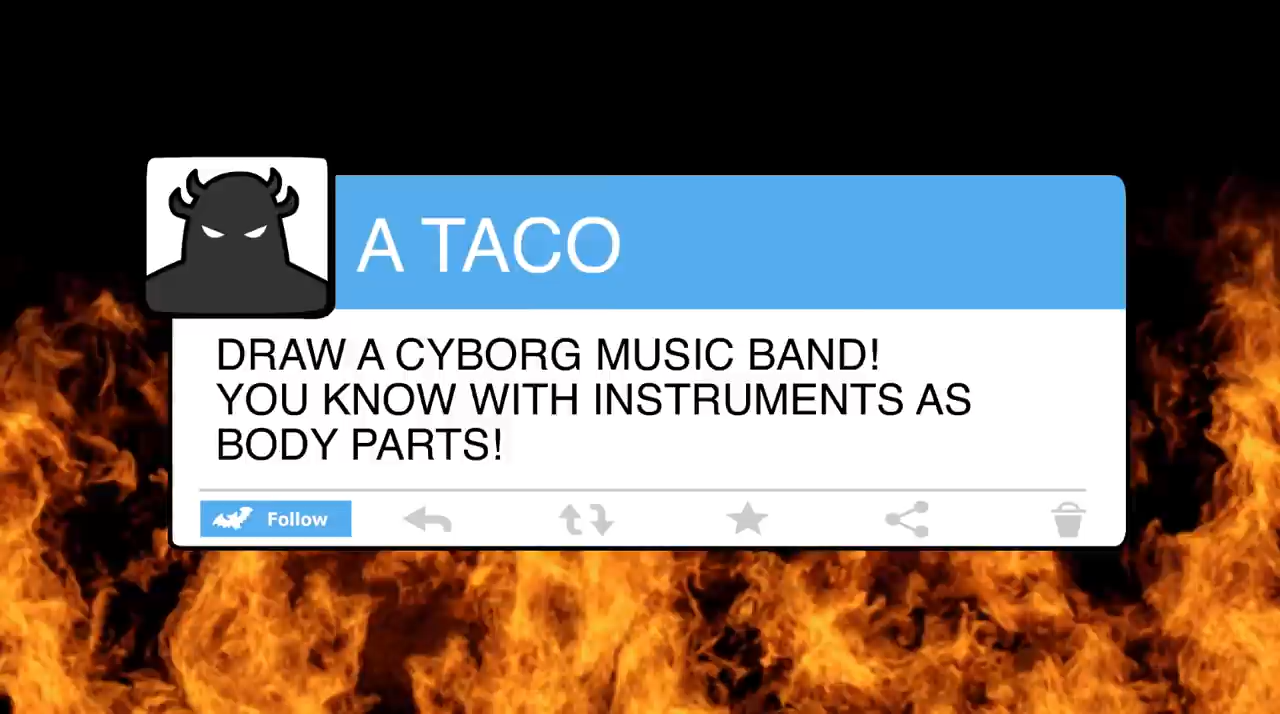 A TACO
DRAW A CYBORG MUSIC BAND!
YOU KNOW WITH INSTRUMENTS AS
BODY PARTS!
Follow